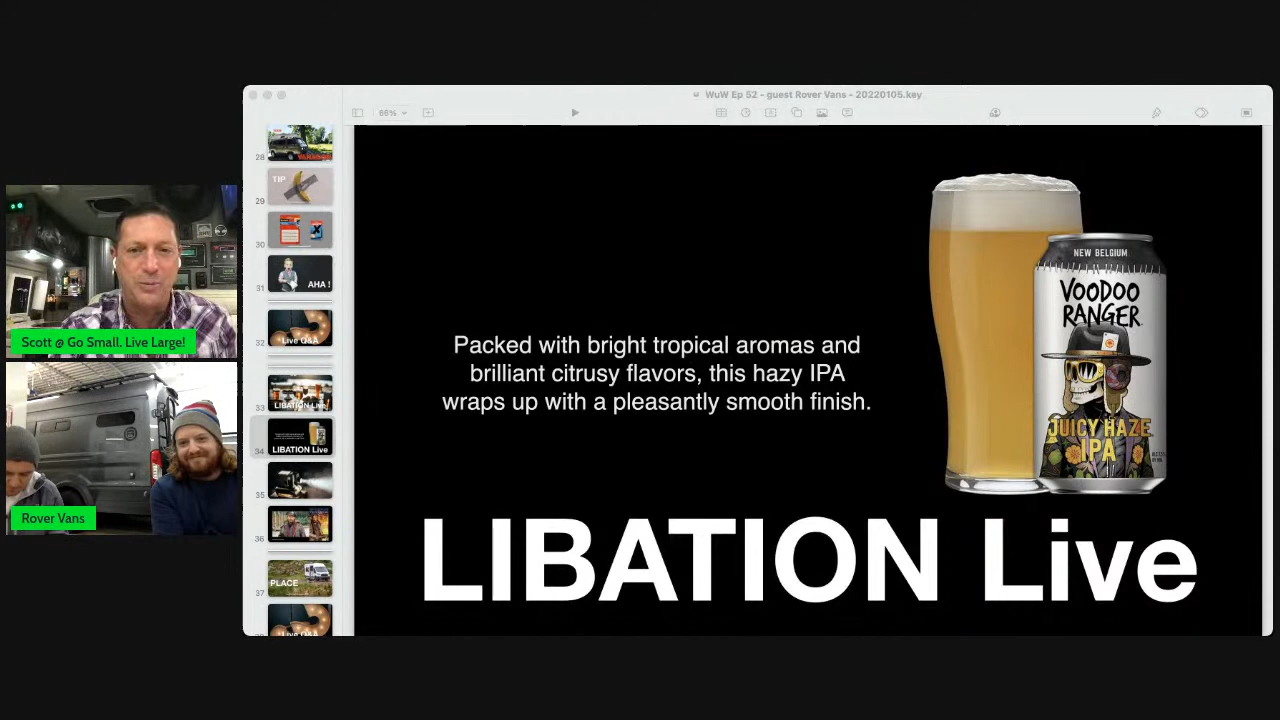 WuW Ep 52 - guest Rover Vans - 20220105.key
66%
28
TIP
29
30
AHA !
31
Live Q&A
32
LIBATION Live
33
LIBATION Live
34
35
36
PLACE
37
Live Q&A
Scott @ Go Small. Live Large!
Rover Vans
Packed with bright tropical aromas and
brilliant citrusy flavors, this hazy IPA
wraps up with a pleasantly smooth finish.
NEW BELGIUM
VOODOO
RANGER
JUICY HAZE
IPA
LIBATION Live